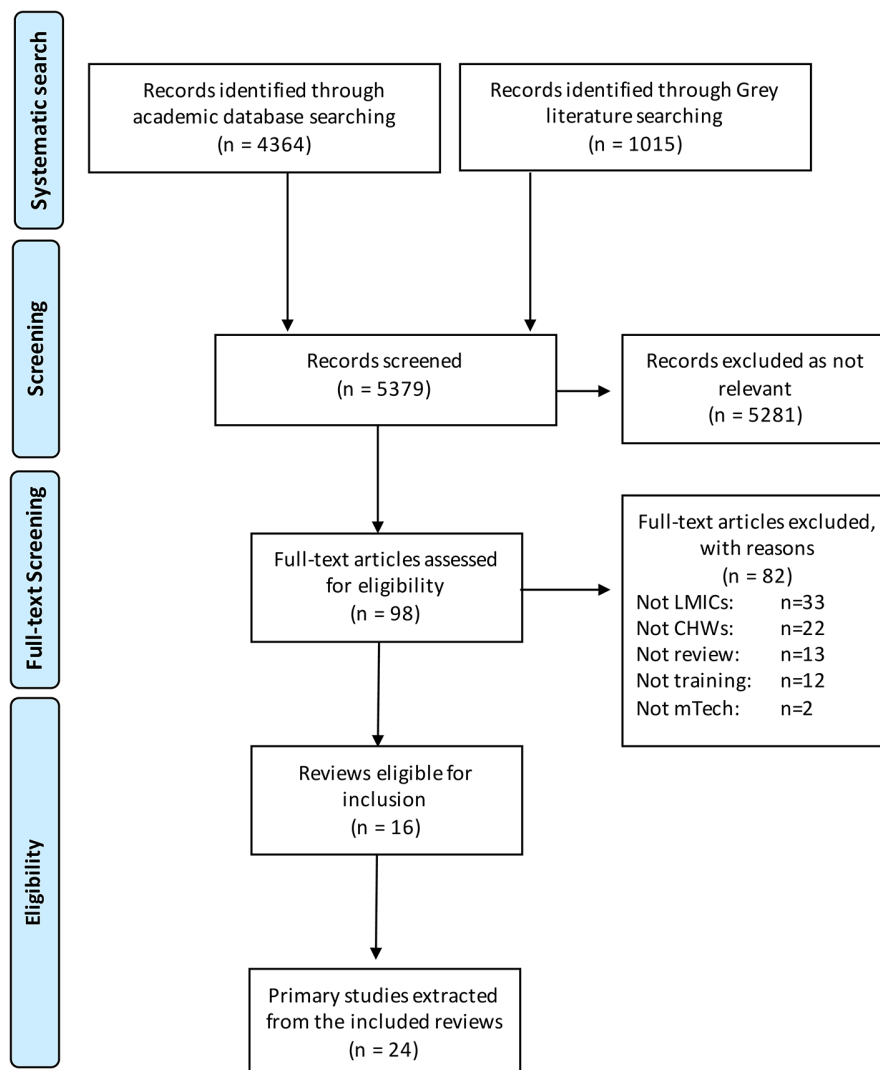 Systematic search
Records identified through
academic database searching
(n = 4364)
Records identified through Grey
literature searching
(n = 1015)
Screening
Records screened
(n = 5379)
Records excluded as not
relevant
(n = 5281)
Full-text Screening
Full-text articles assessed
for eligibility
(n = 98)
Full-text articles excluded,
with reasons
(n = 82)
Not LMICs: n=33
Not CHWs: n=22
Not review: n=13
Not training: n=12
Not mTech: n=2
Eligibility
Reviews eligible for
inclusion
(n = 16)
Primary studies extracted
from the included reviews
(n = 24)